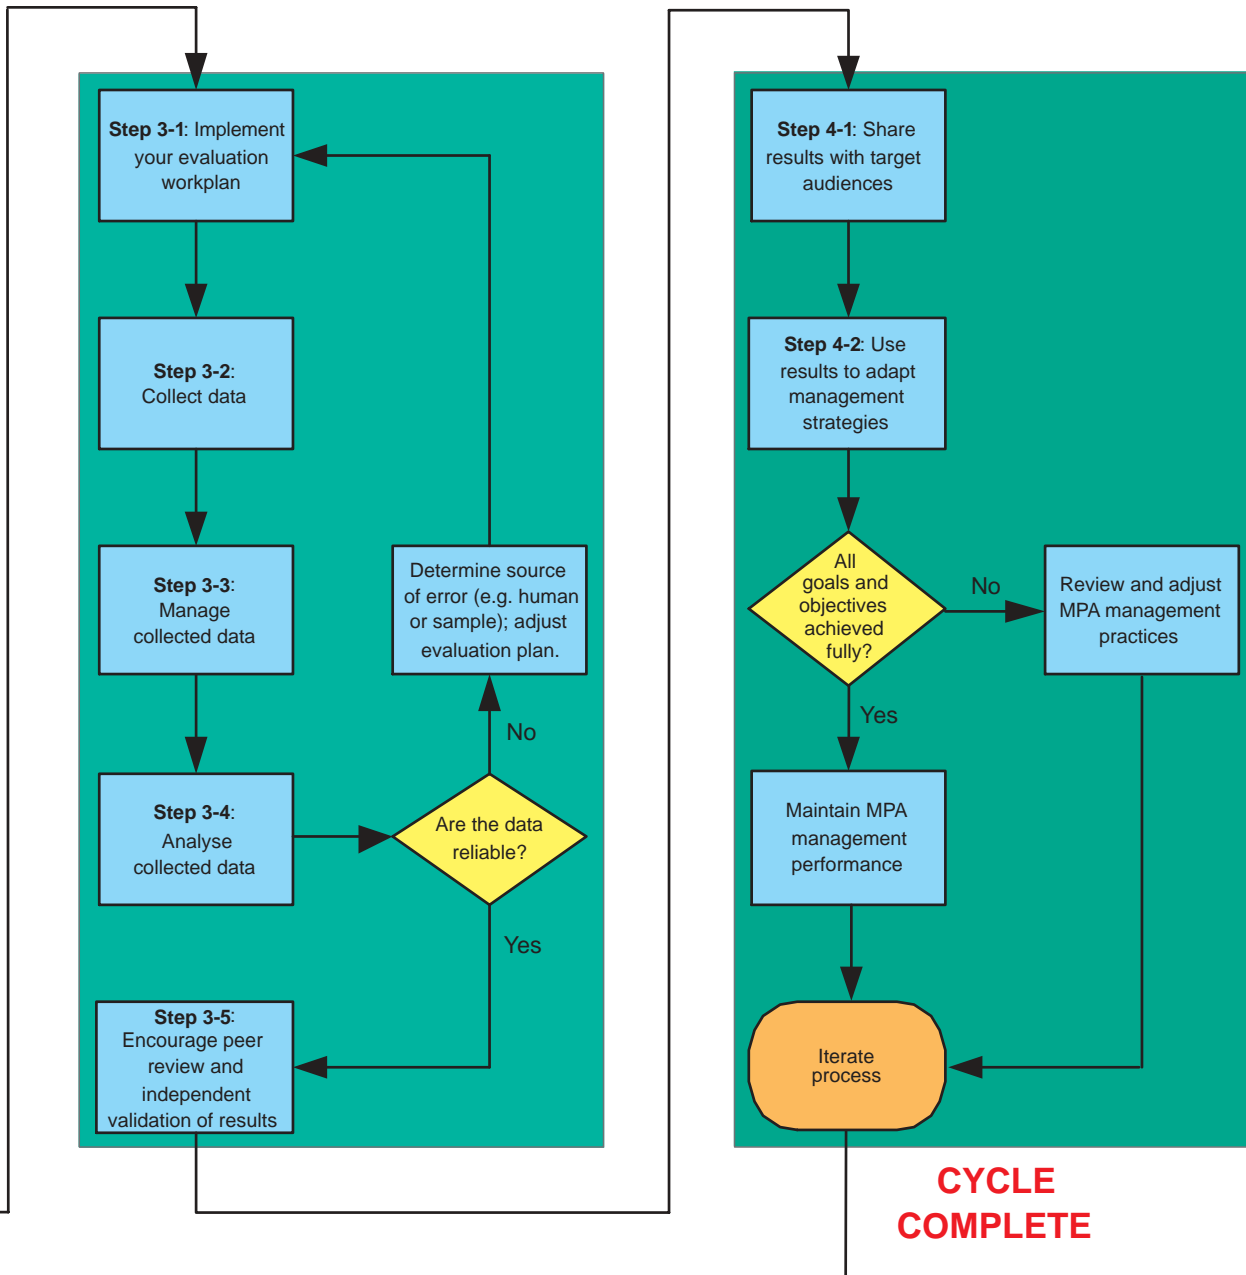 Step 3-1: Implement
your evaluation
workplan
Step 3-2:
Collect data
Step 3-3:
Manage
collected data
Determine source
of error (e.g. human
or sample); adjust
evaluation plan.
No
Step 3-4:
Analyse
collected data
Are the data
reliable?
Yes
Step 3-5:
Encourage peer
review and
independent
validation of results
Step 4-1: Share
results with target
audiences
Step 4-2: Use
results to adapt
management
strategies
All
goals and
objectives
achieved
fully?
No
Review and adjust
MPA management
practices
Yes
Maintain MPA
management
performance
Iterate
process
CYCLE
COMPLETE